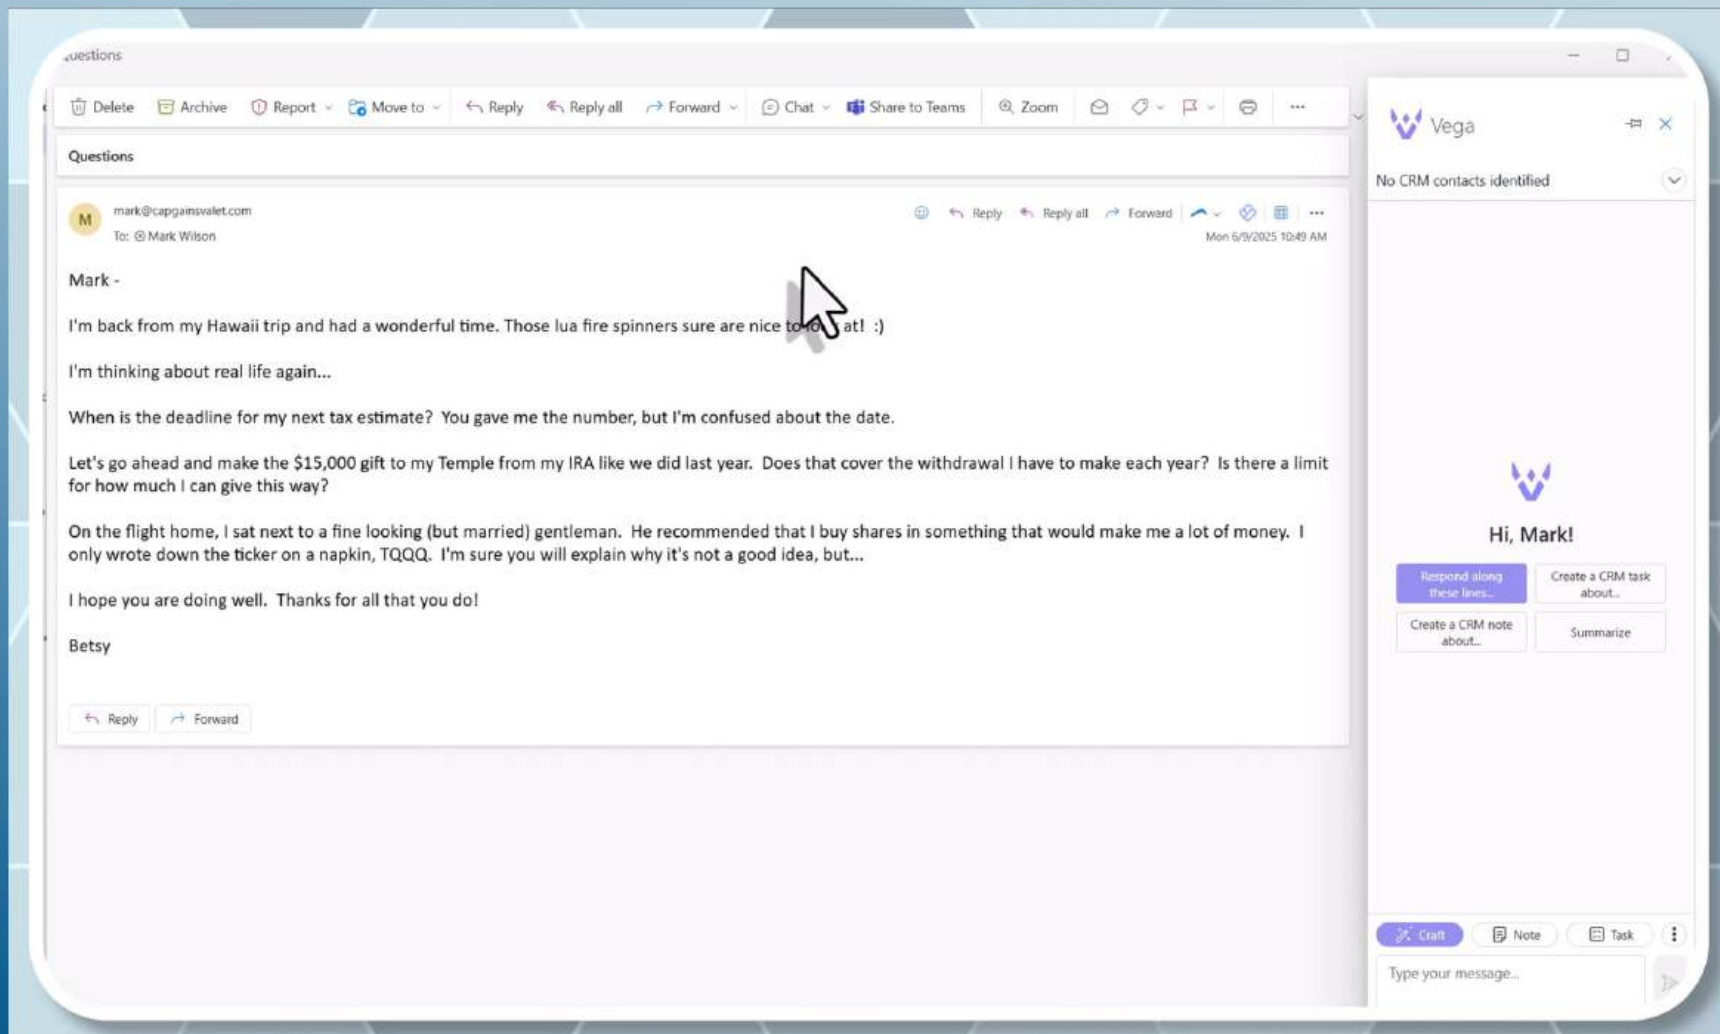 uestions
Delete Archive Report Move to Reply Reply all Forward Chat Share to Teams Zoom ...
Questions
M
mark@capgainsvalet.com
To: Mark Wilson
Reply Reply all Forward ...
Mon 6/9/2025 10:49 AM
Mark -
I'm back from my Hawaii trip and had a wonderful time. Those lua fire spinners sure are nice to at! :)
I'm thinking about real life again...
When is the deadline for my next tax estimate? You gave me the number, but I'm confused about the date.
Let's go ahead and make the $15,000 gift to my Temple from my IRA like we did last year. Does that cover the withdrawal I have to make each year? Is there a limit
for how much I can give this way?
On the flight home, I sat next to a fine looking (but married) gentleman. He recommended that I buy shares in something that would make me a lot of money. I
only wrote down the ticker on a napkin, TQQQ. I'm sure you will explain why it's not a good idea, but...
I hope you are doing well. Thanks for all that you do!
Betsy
Reply Forward
Vega
No CRM contacts identified
Hi, Mark!
Respond along
these lines...
Create a CRM task
about...
Create a CRM note
about...
Summarize
Craft Note Task
Type your message...